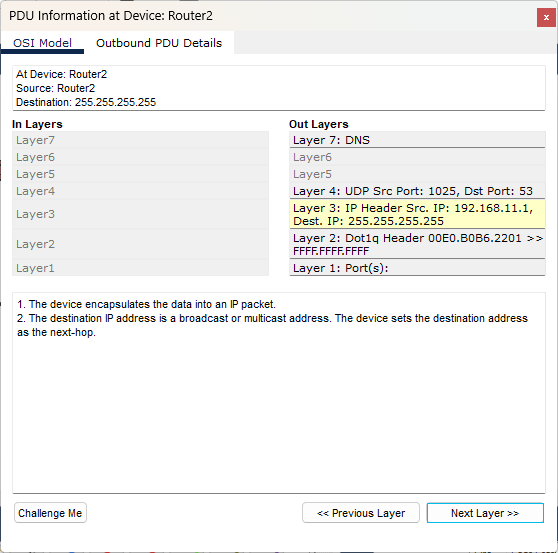 PDU Information at Device: Router2
x
OSI Model
Outbound PDU Details
At Device: Router2
Source: Router2
Destination: 255.255.255.255
In Layers
Layer7
Layer6
Layer5
Layer4
Layer3
Layer2
Layer1
Out Layers
Layer 7: DNS
Layer6
Layer5
Layer 4: UDP Src Port: 1025, Dst Port: 53
Layer 3: IP Header Src. IP: 192.168.11.1,
Dest. IP: 255.255.255.255
Layer 2: Dot1q Header 00E0.B0B6.2201 >>
FFFF.FFFF.FFFF
Layer 1: Port(s):
1. The device encapsulates the data into an IP packet.
2. The destination IP address is a broadcast or multicast address. The device sets the destination address
as the next-hop.
Challenge Me
<< Previous Layer
Next Layer >>